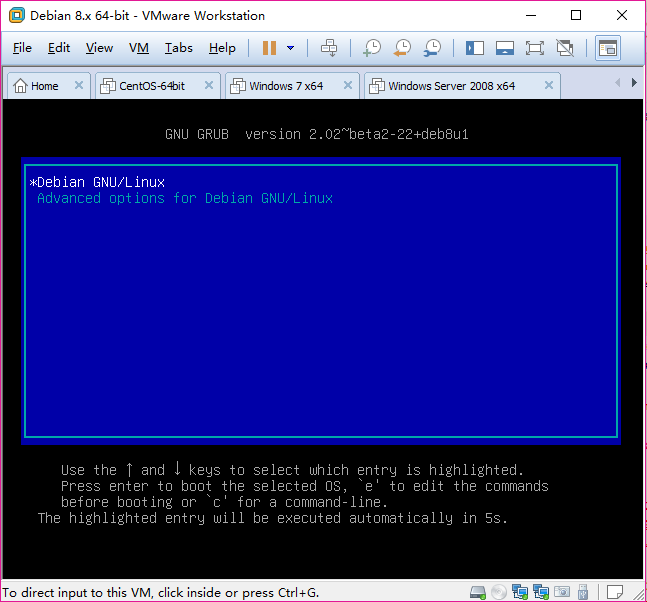 Debian 8.x 64-bit - VMware Workstation
File Edit View VM Tabs Help
Home CentOS-64bit Windows 7 x64 Windows Server 2008 x64
GNU GRUB version 2.02~beta2-22+deb8u1
*Debian GNU/Linux
Advanced options for Debian GNU/Linux
Use the ↑ and ↓ keys to select which entry is highlighted.
Press enter to boot the selected OS, `e' to edit the commands
before booting or `c' for a command-line.
The highlighted entry will be executed automatically in 5s.
To direct input to this VM, click inside or press Ctrl+G.